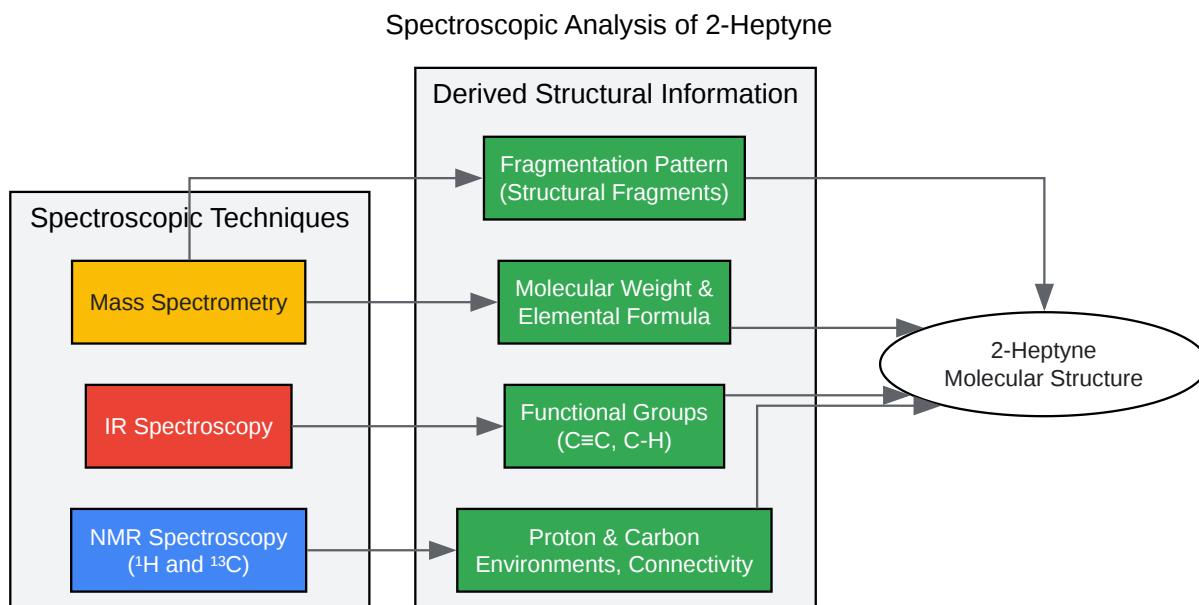 Spectroscopic Analysis of 2-Heptyne
Spectroscopic Techniques
Mass Spectrometry
IR Spectroscopy
NMR Spectroscopy
(¹H and ¹³C)
Derived Structural Information
Fragmentation Pattern
(Structural Fragments)
Molecular Weight &
Elemental Formula
Functional Groups
(C≡C, C-H)
Proton & Carbon
Environments, Connectivity
2-Heptyne
Molecular Structure